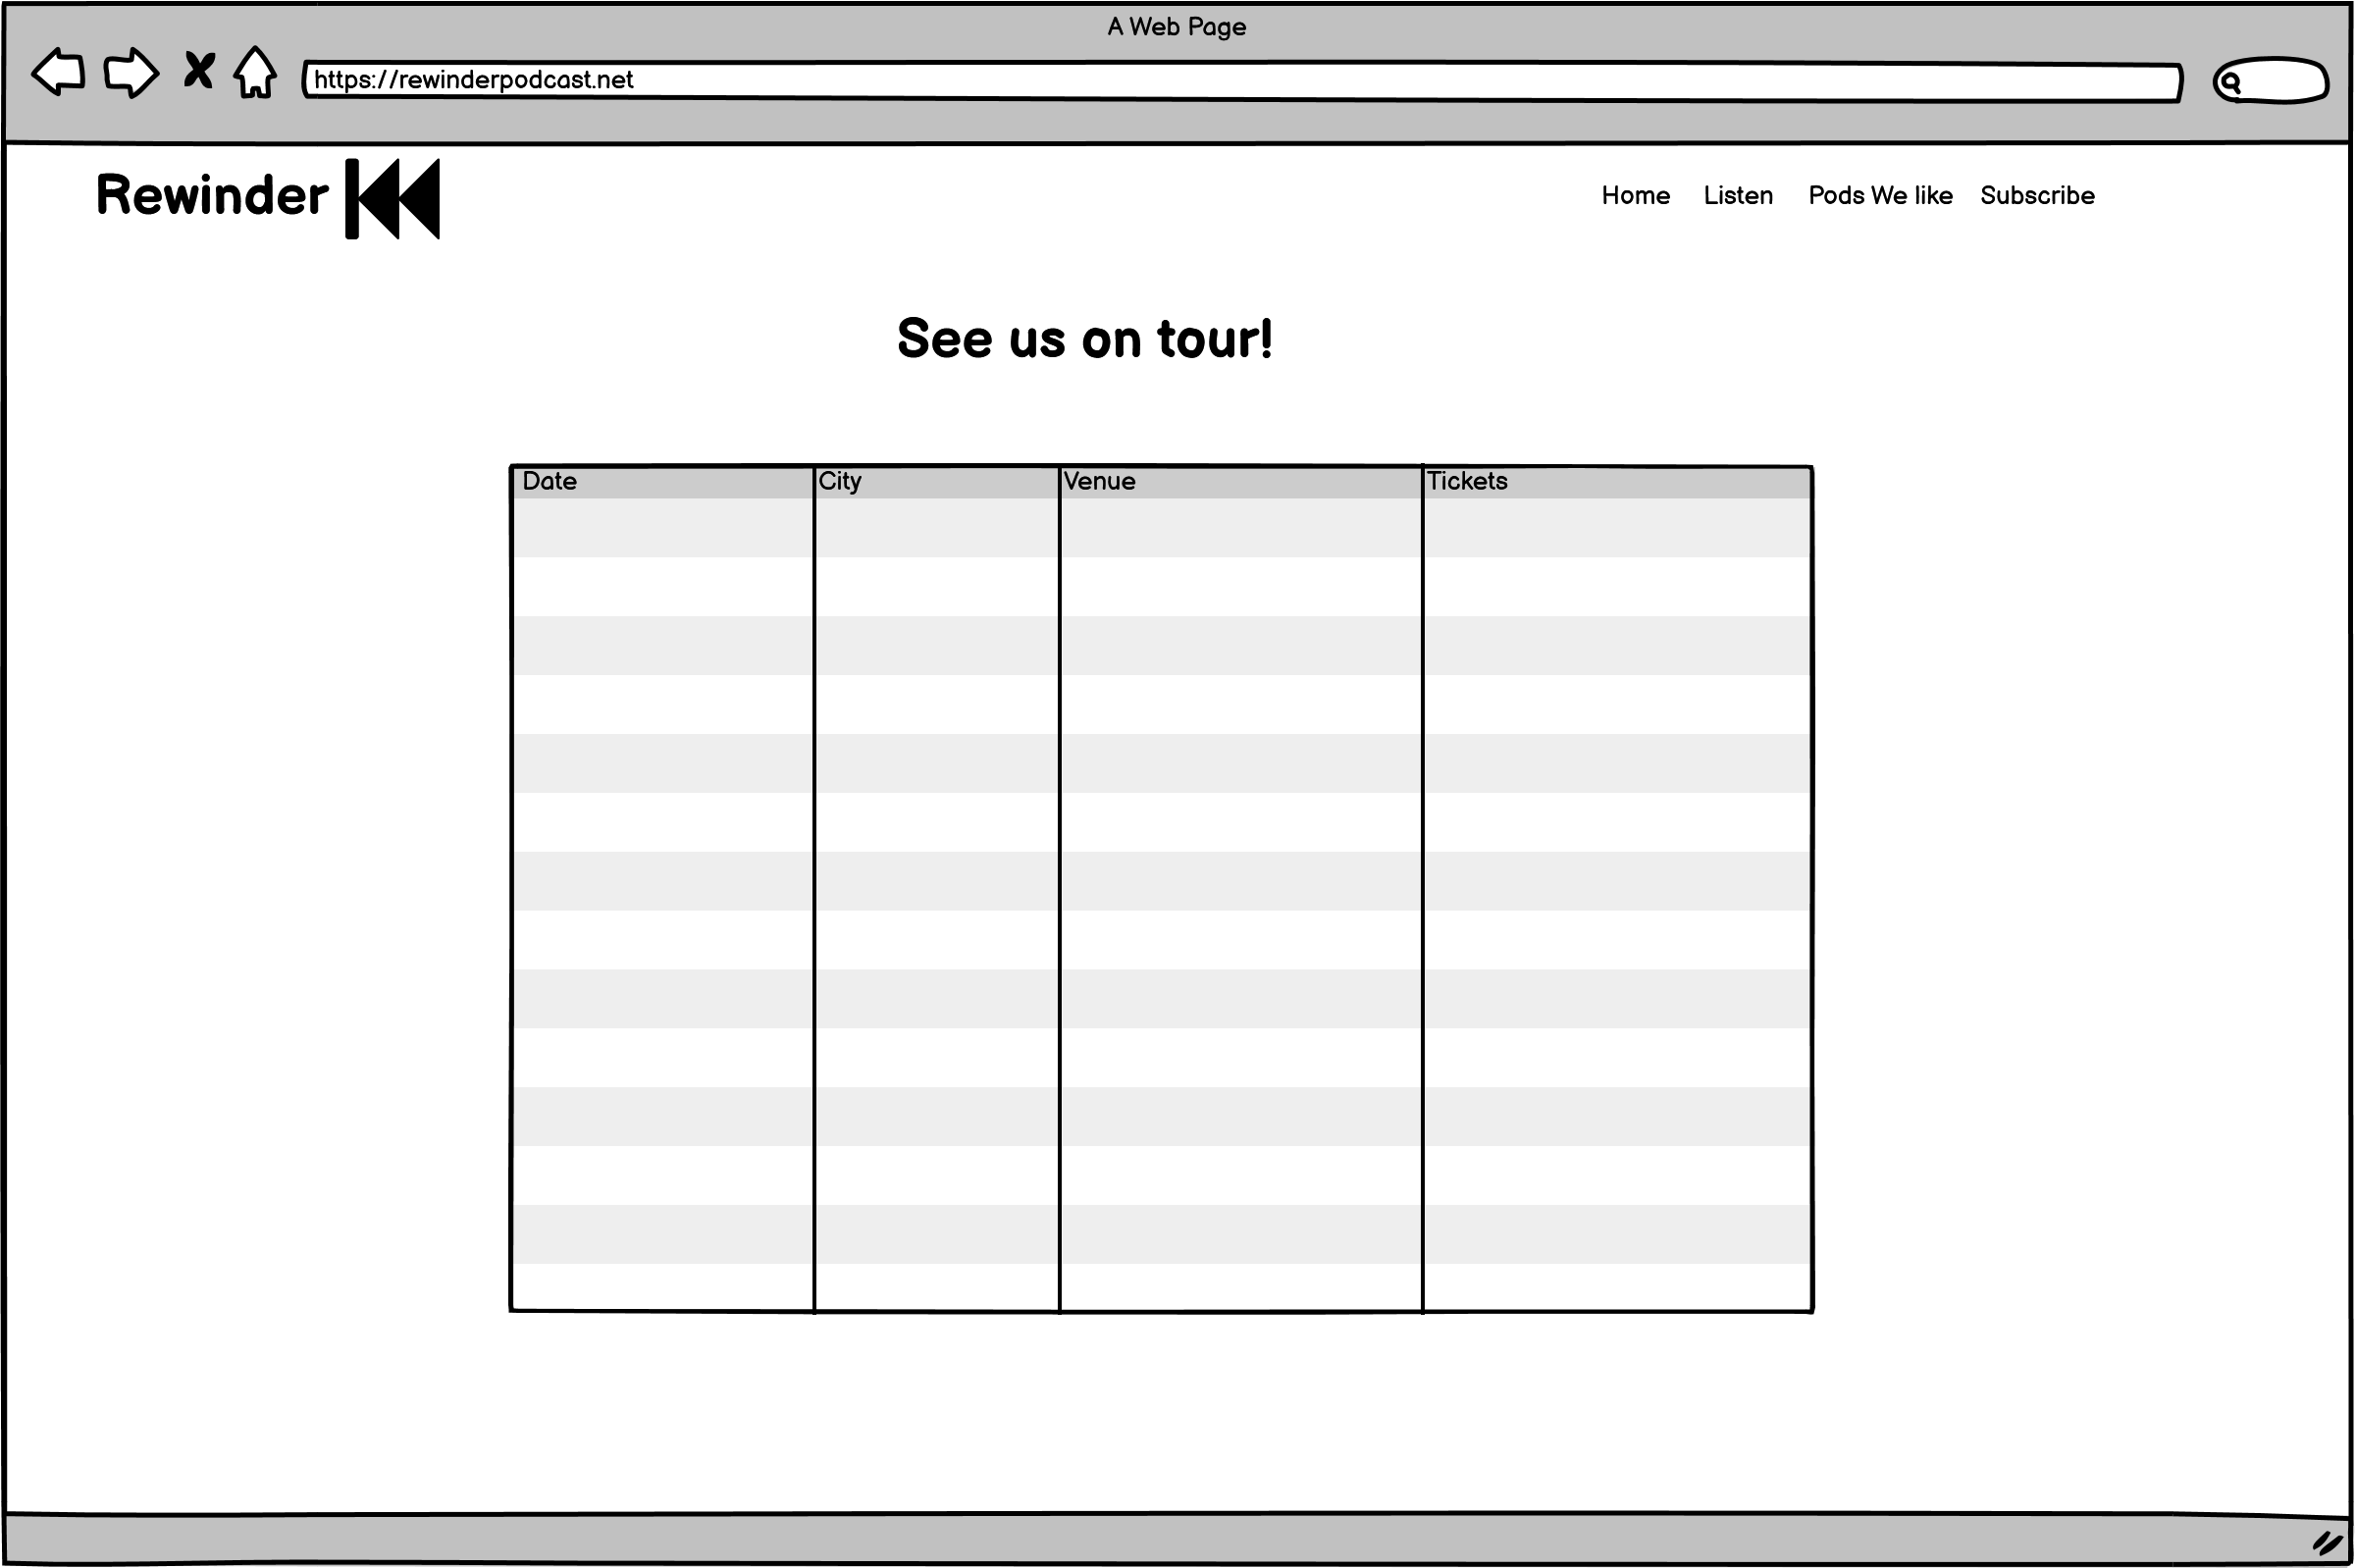 A Web Page
https://rewinderpodcast.net
Rewinder Home Listen Pods We like Subscribe
See us on tour!
Date City Venue Tickets